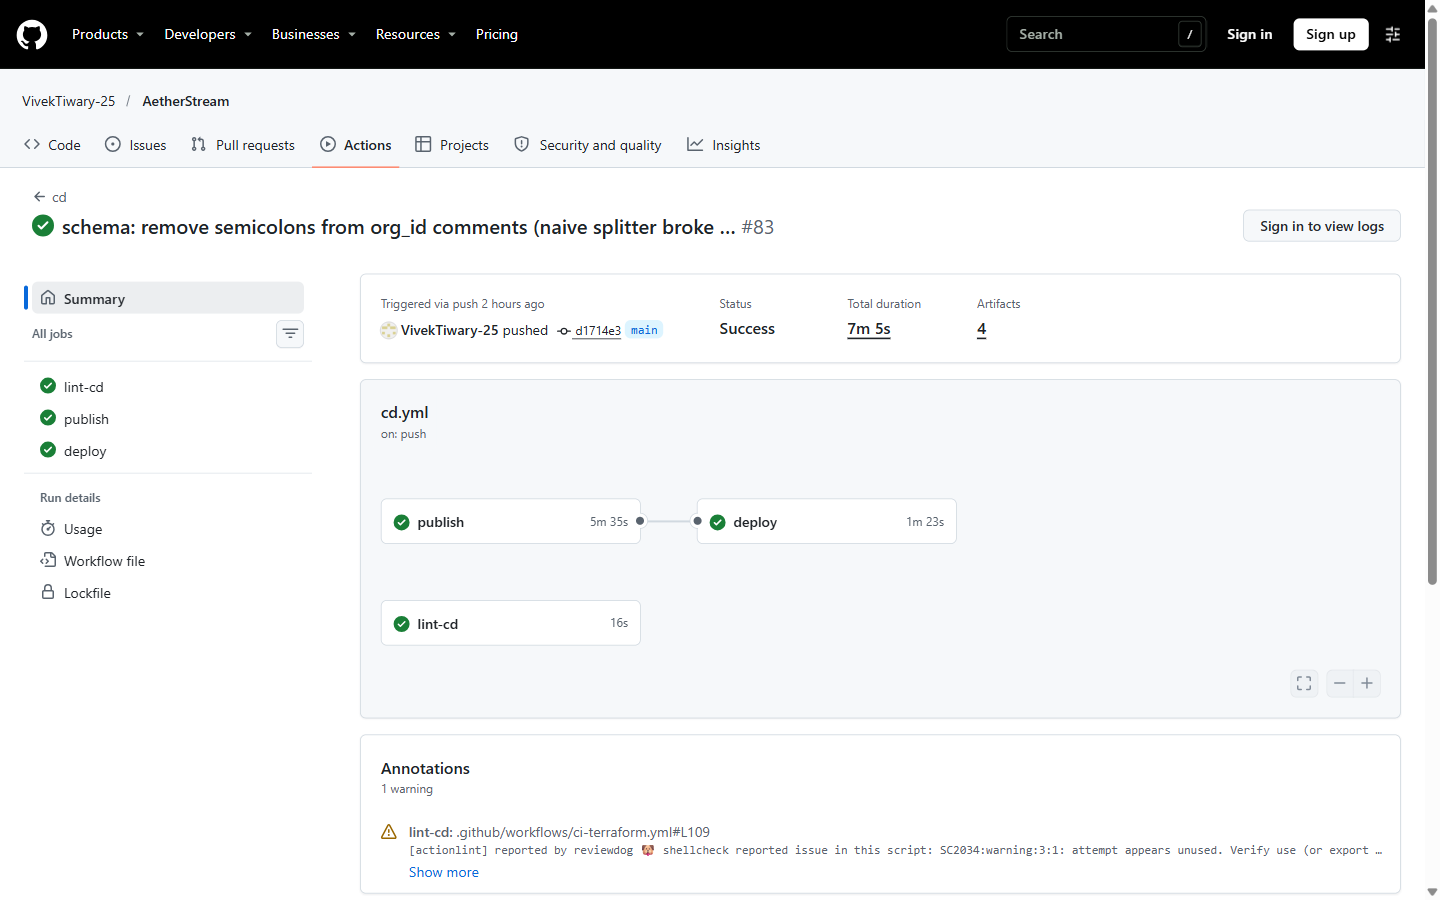 Products Developers Businesses Resources Pricing Search / Sign in Sign up
VivekTiwary-25 / AetherStream
Code Issues Pull requests Actions Projects Security and quality Insights
cd
schema: remove semicolons from org_id comments (naive splitter broke ... #83
Sign in to view logs
Summary
All jobs
lint-cd
publish
deploy
Run details
Usage
Workflow file
Lockfile
Triggered via push 2 hours ago
VivekTiwary-25 pushed d1714e3 main
Status
Success
Total duration
7m 5s
Artifacts
4
cd.yml
on: push
publish 5m 35s
deploy 1m 23s
lint-cd 16s
Annotations
1 warning
lint-cd: .github/workflows/ci-terraform.yml#L109
[actionlint] reported by reviewdog 🐶 shellcheck reported issue in this script: SC2034:warning:3:1: attempt appears unused. Verify use (or export …
Show more